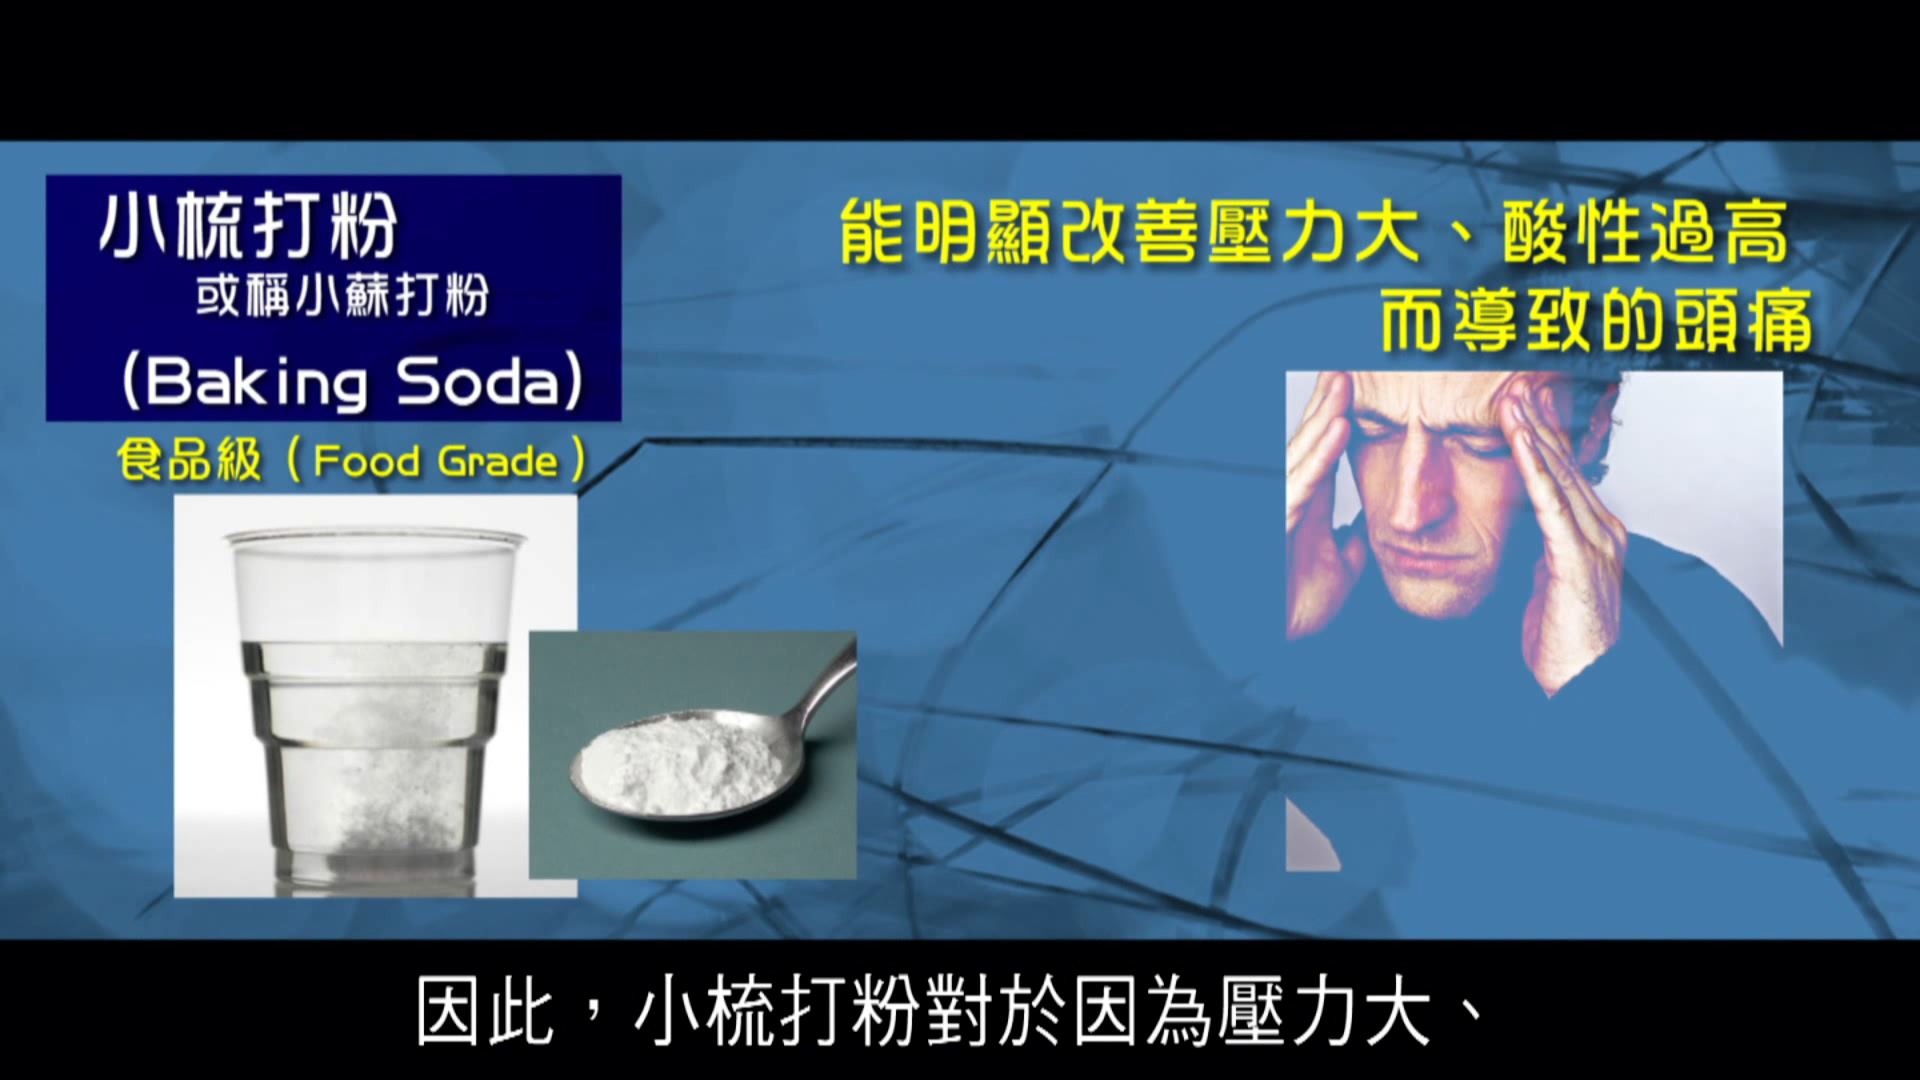 小梳打粉
或稱小蘇打粉
(Baking Soda)
食品級（Food Grade）
能明顯改善壓力大、酸性過高
而導致的頭痛
因此，小梳打粉對於因為壓力大、